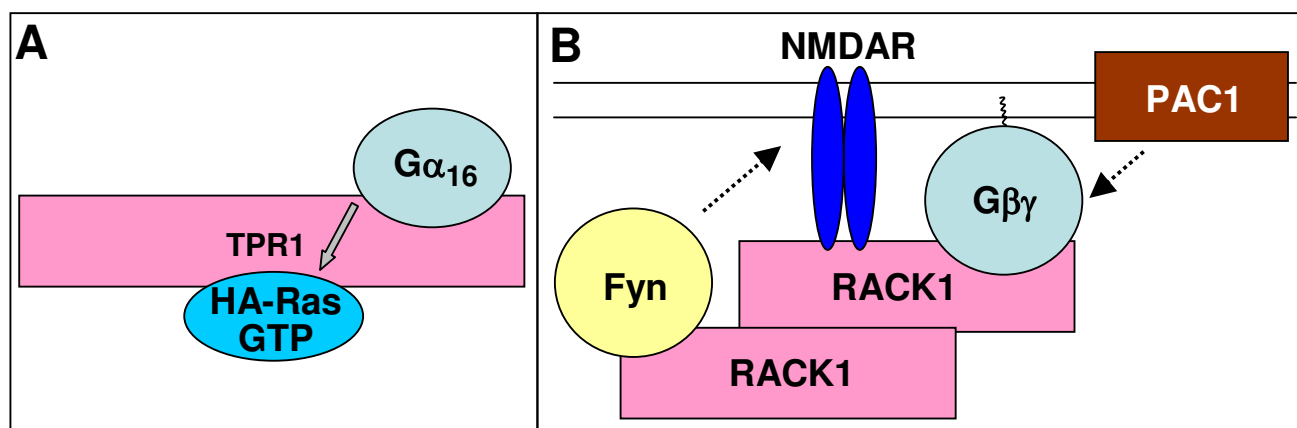 A
Gα16
TPR1
HA-Ras
GTP
B
NMDAR
PAC1
Gβγ
Fyn
RACK1
RACK1